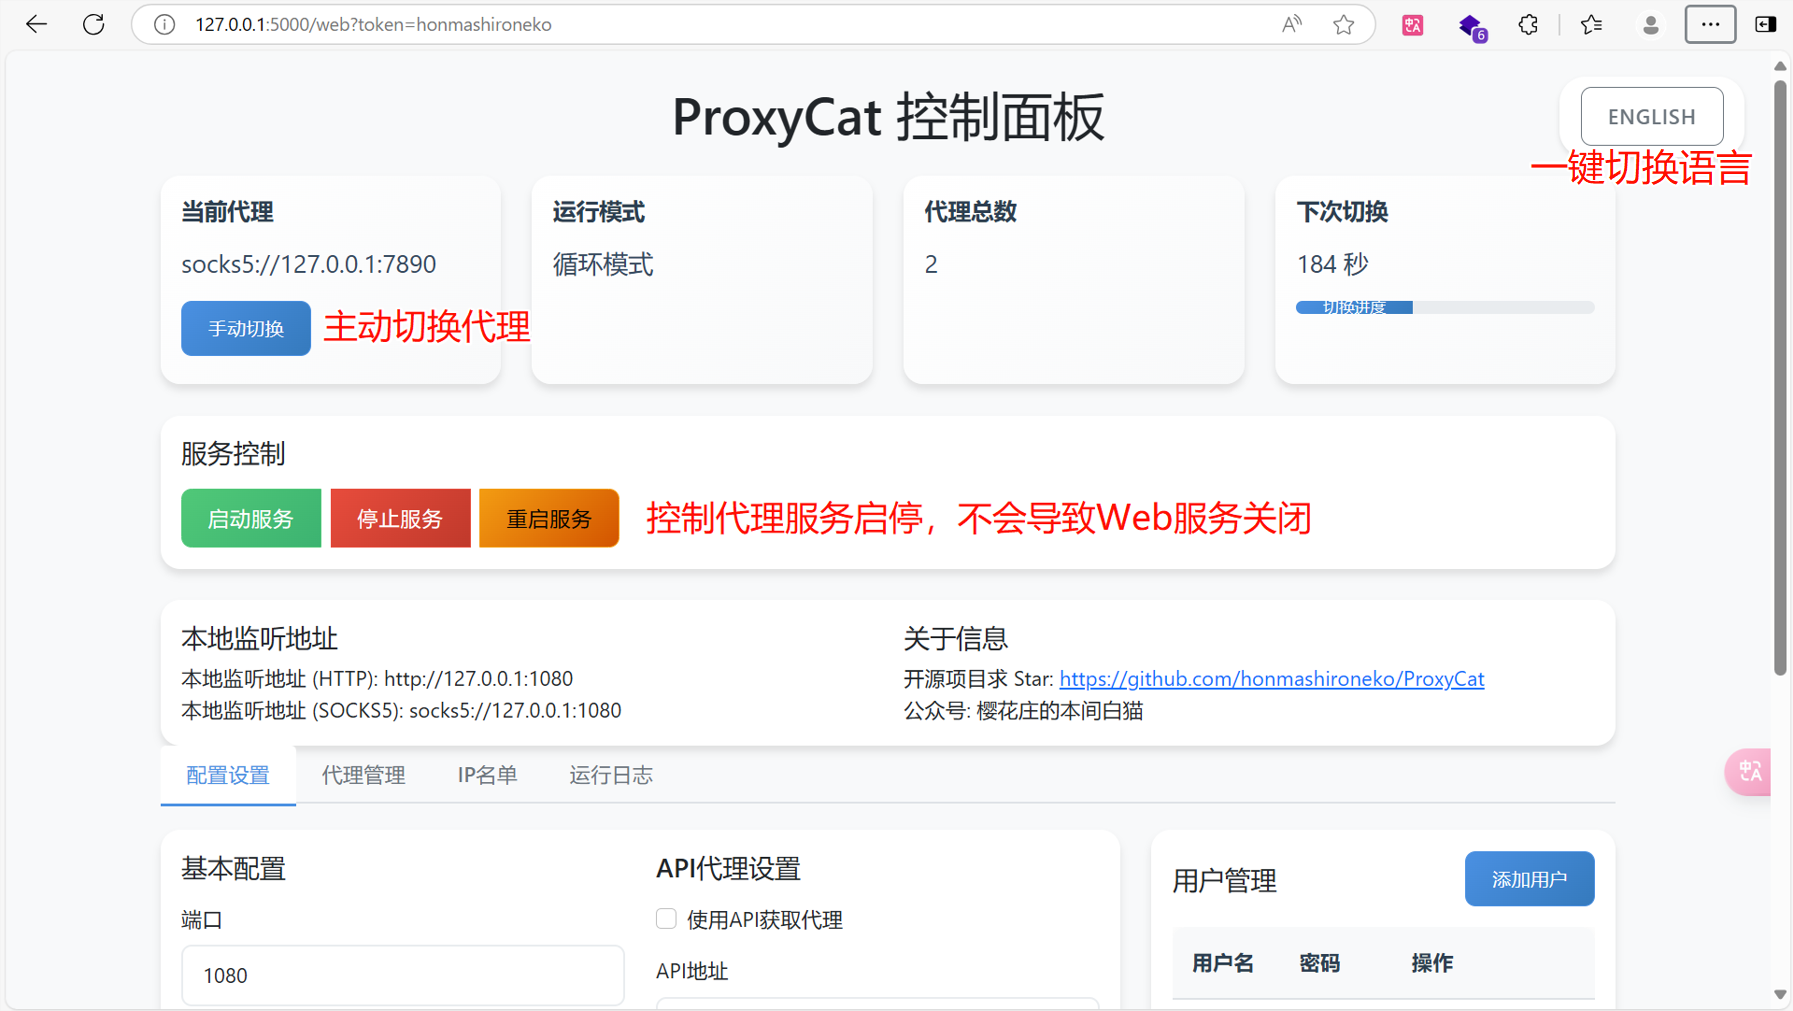 127.0.0.1:5000/web?token=honmashironeko
6
ProxyCat 控制面板
ENGLISH
一键切换语言
当前代理
socks5://127.0.0.1:7890
手动切换
主动切换代理
运行模式
循环模式
代理总数
2
下次切换
184 秒
切换进度
服务控制
启动服务
停止服务
重启服务
控制代理服务启停，不会导致Web服务关闭
本地监听地址
本地监听地址 (HTTP): http://127.0.0.1:1080
本地监听地址 (SOCKS5): socks5://127.0.0.1:1080
关于信息
开源项目求 Star: https://github.com/honmashironeko/ProxyCat
公众号: 樱花庄的本间白猫
配置设置
代理管理
IP名单
运行日志
基本配置
端口
1080
API代理设置
使用API获取代理
API地址
用户管理
添加用户
用户名
密码
操作